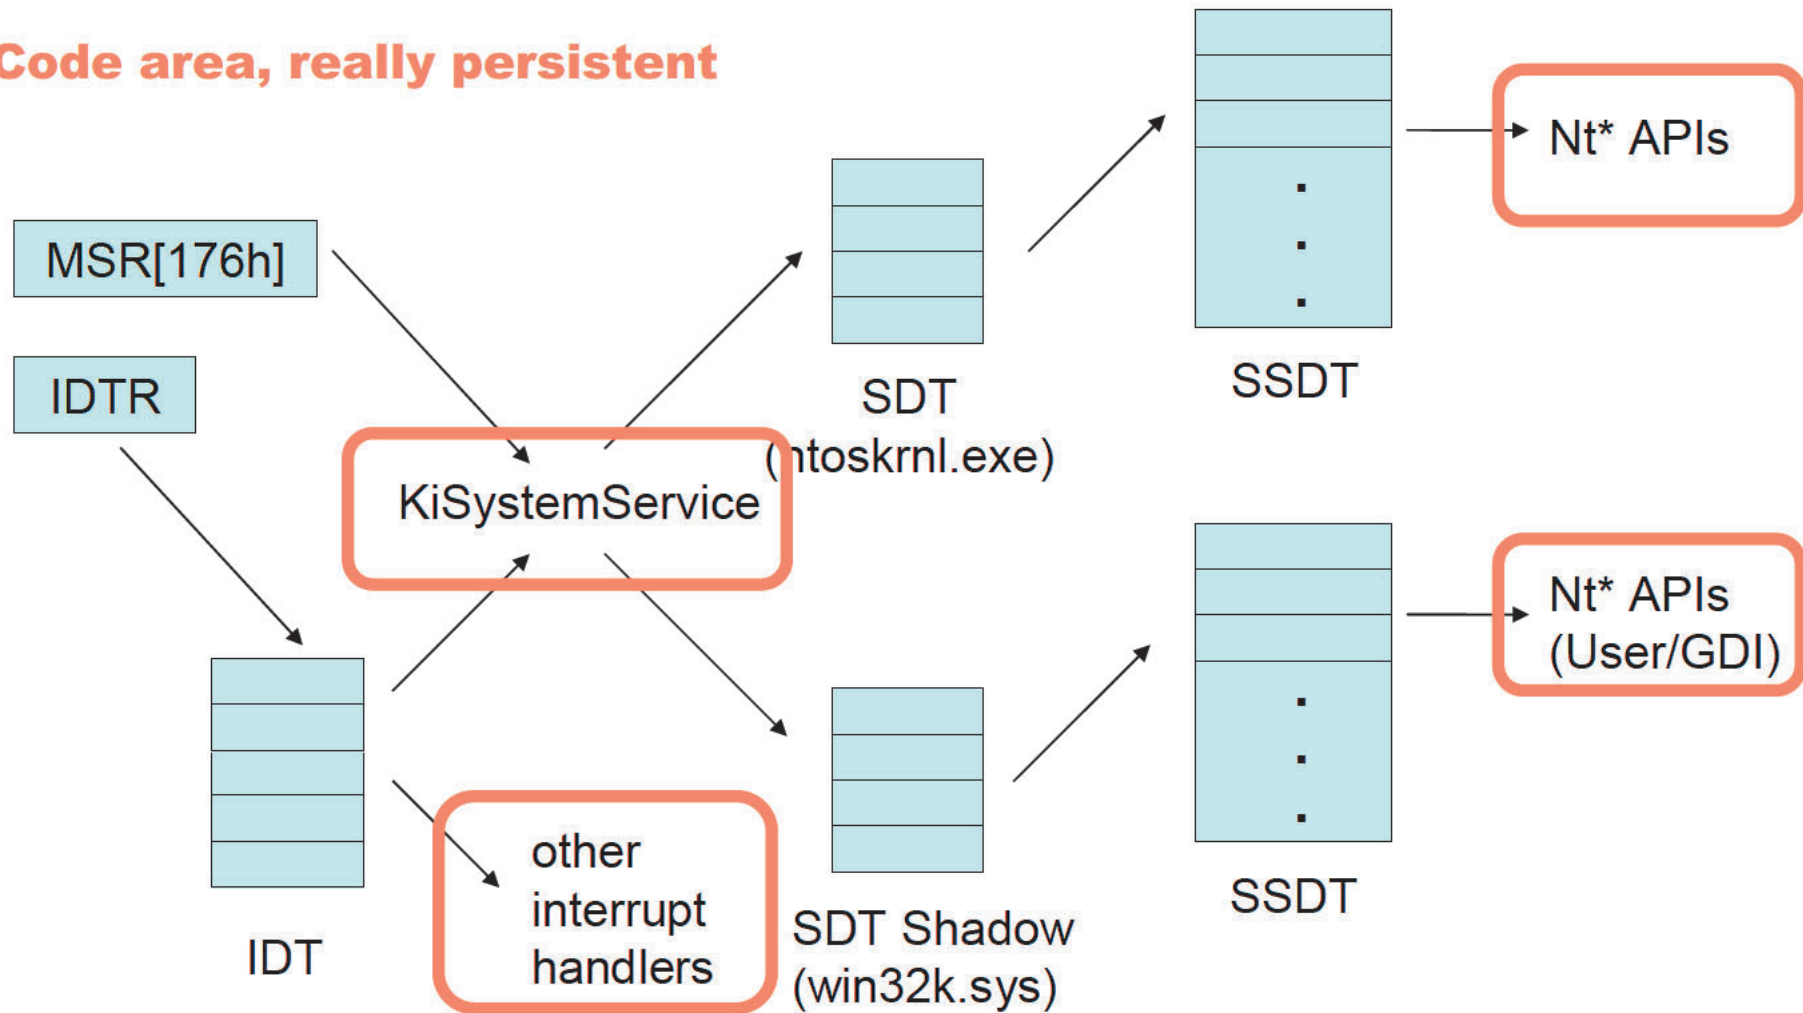 Code area, really persistent
MSR[176h]
IDTR
KiSystemService
IDT
other
interrupt
handlers
SDT
(ntoskrnl.exe)
SDT Shadow
(win32k.sys)
SSDT
Nt* APIs
SSDT
Nt* APIs
(User/GDI)